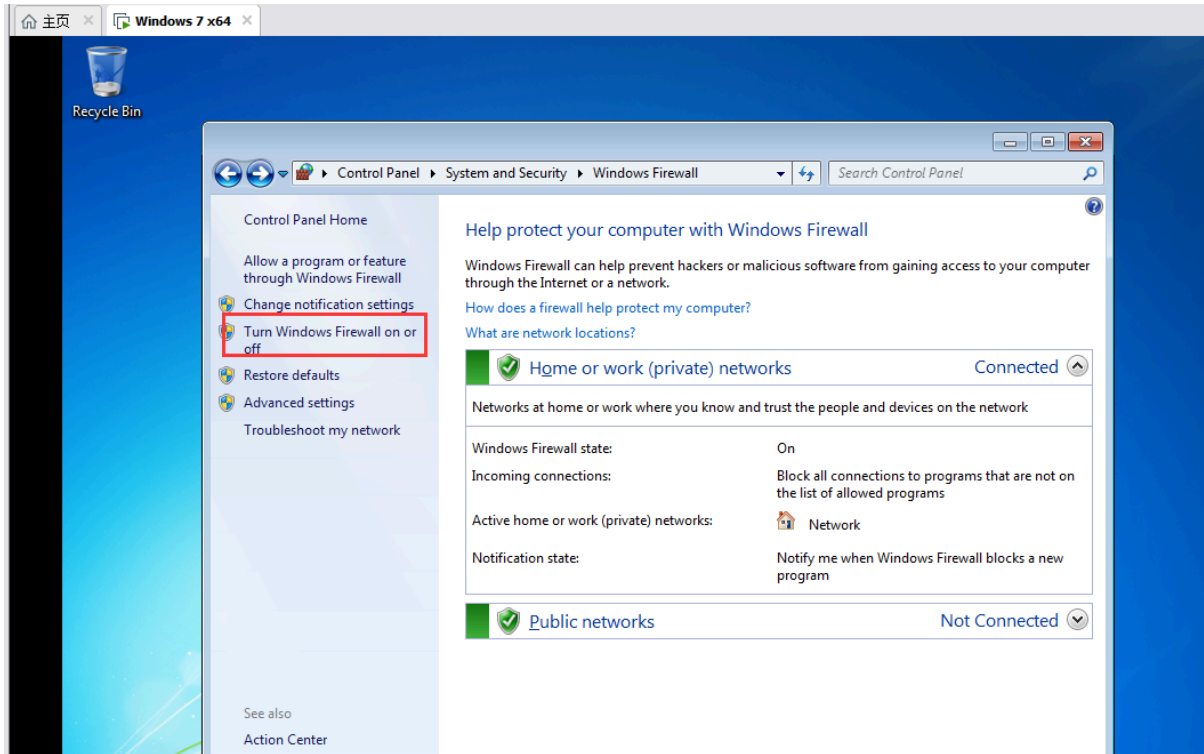 主页
Windows 7 x64
Recycle Bin
Control Panel
System and Security
Windows Firewall
Search Control Panel
Control Panel Home
Allow a program or feature
through Windows Firewall
Change notification settings
Turn Windows Firewall on or
off
Restore defaults
Advanced settings
Troubleshoot my network
See also
Action Center
Help protect your computer with Windows Firewall
Windows Firewall can help prevent hackers or malicious software from gaining access to your computer
through the Internet or a network.
How does a firewall help protect my computer?
What are network locations?
Home or work (private) networks
Connected
Networks at home or work where you know and trust the people and devices on the network
Windows Firewall state:
On
Incoming connections:
Block all connections to programs that are not on
the list of allowed programs
Active home or work (private) networks:
Network
Notification state:
Notify me when Windows Firewall blocks a new
program
Public networks
Not Connected